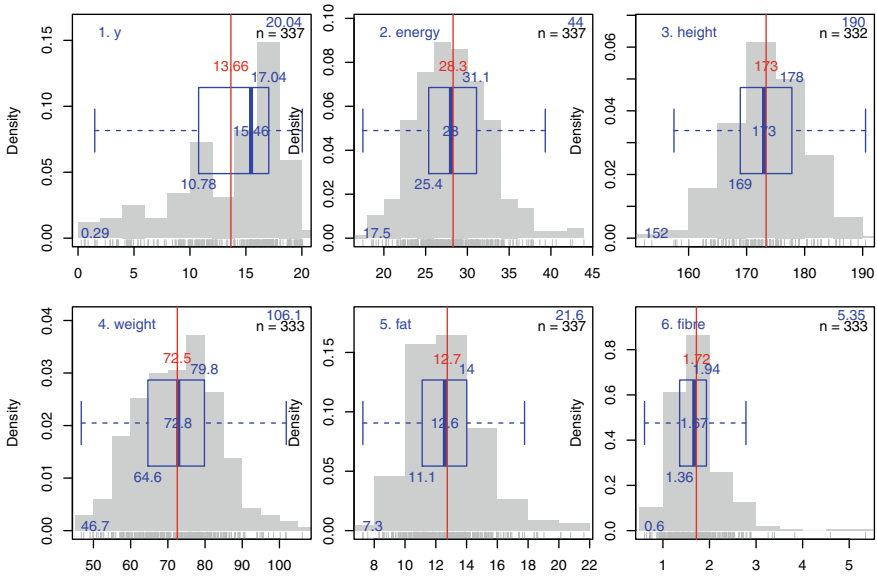 20.04
1. y
n = 337
13.66
17.04
15.46
10.78
0.29
Density
0.00 0.05 0.10 0.15
0 5 10 15 20
44
2. energy
n = 337
28.3
31.1
28
25.4
17.5
Density
0.00 0.02 0.04 0.06 0.08 0.10
20 25 30 35 40 45
190
3. height
n = 332
173
178
173
169
152
Density
0.00 0.02 0.04 0.06
160 170 180 190
106.1
4. weight
n = 333
72.5
79.8
72.8
64.6
46.7
Density
0.00 0.01 0.02 0.03 0.04
50 60 70 80 90 100
21.6
5. fat
n = 337
12.7
14
12.6
11.1
7.3
Density
0.00 0.05 0.10 0.15
8 10 12 14 16 18 20 22
5.35
6. fibre
n = 333
1.72
1.94
1.67
1.36
0.6
Density
0.0 0.2 0.4 0.6 0.8
1 2 3 4 5